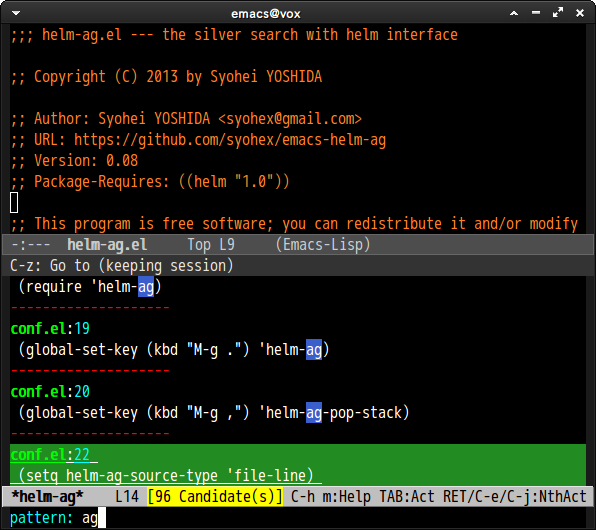 emacs@vox
;;; helm-ag.el --- the silver search with helm interface
;; Copyright (C) 2013 by Syohei YOSHIDA
;; Author: Syohei YOSHIDA <syohex@gmail.com>
;; URL: https://github.com/syohex/emacs-helm-ag
;; Version: 0.08
;; Package-Requires: ((helm "1.0"))
;; This program is free software; you can redistribute it and/or modify
-:--- helm-ag.el Top L9 (Emacs-Lisp)
C-z: Go to (keeping session)
(require 'helm-ag)
--------------------
conf.el:19
(global-set-key (kbd "M-g .") 'helm-ag)
--------------------
conf.el:20
(global-set-key (kbd "M-g ,") 'helm-ag-pop-stack)
--------------------
conf.el:22
(setq helm-ag-source-type 'file-line)
*helm-ag* L14 [96 Candidate(s)] C-h m:Help TAB:Act RET/C-e/C-j:NthAct
pattern: ag